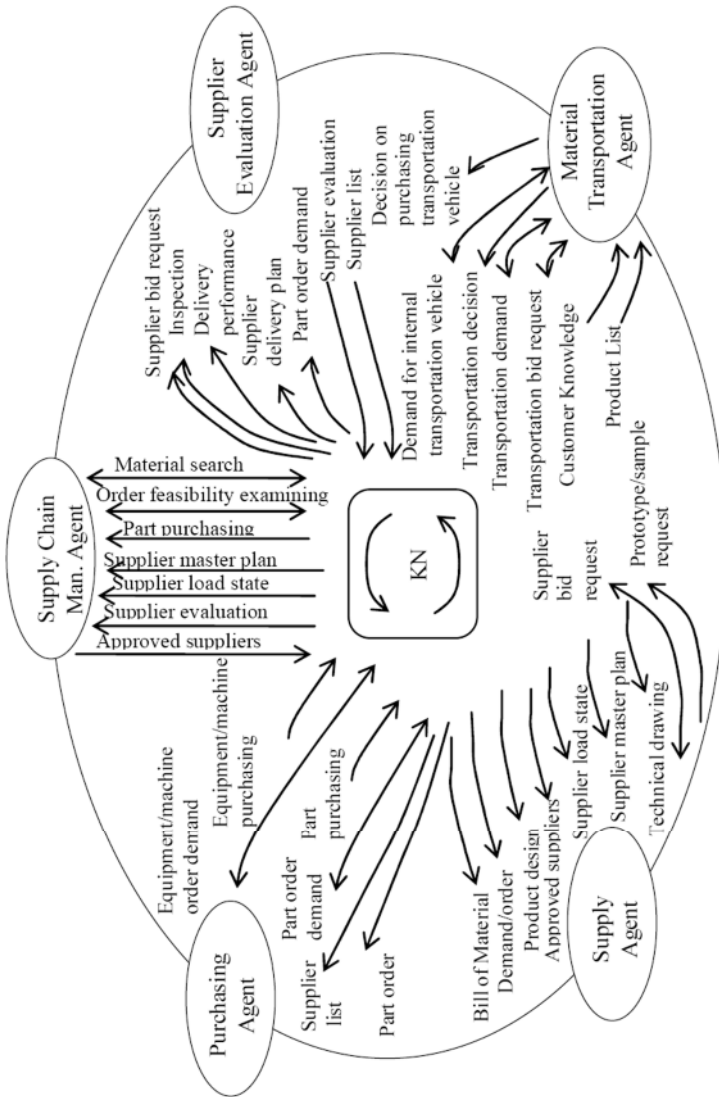 Supply Chain
Man. Agent
Supplier
Evaluation Agent
Material
Transportation
Agent
Supply
Agent
Purchasing
Agent
KN
Material search
Order feasibility examining
Part purchasing
Supplier master plan
Supplier load state
Supplier evaluation
Approved suppliers
Supplier bid request
Inspection
Delivery
performance
Supplier
delivery plan
Part order demand
Supplier evaluation
Supplier list
Decision on
purchasing
transportation
vehicle
Demand for internal
transportation vehicle
Transportation decision
Transportation demand
Transportation bid request
Customer Knowledge
Product List
Prototype/sample
request
Supplier
bid
request
Equipment/machine
order demand
Equipment/machine
purchasing
Part
purchasing
Part order
demand
Supplier
list
Part order
Bill of Material
Demand/order
Product design
Approved suppliers
Supplier load state
Supplier master plan
Technical drawing